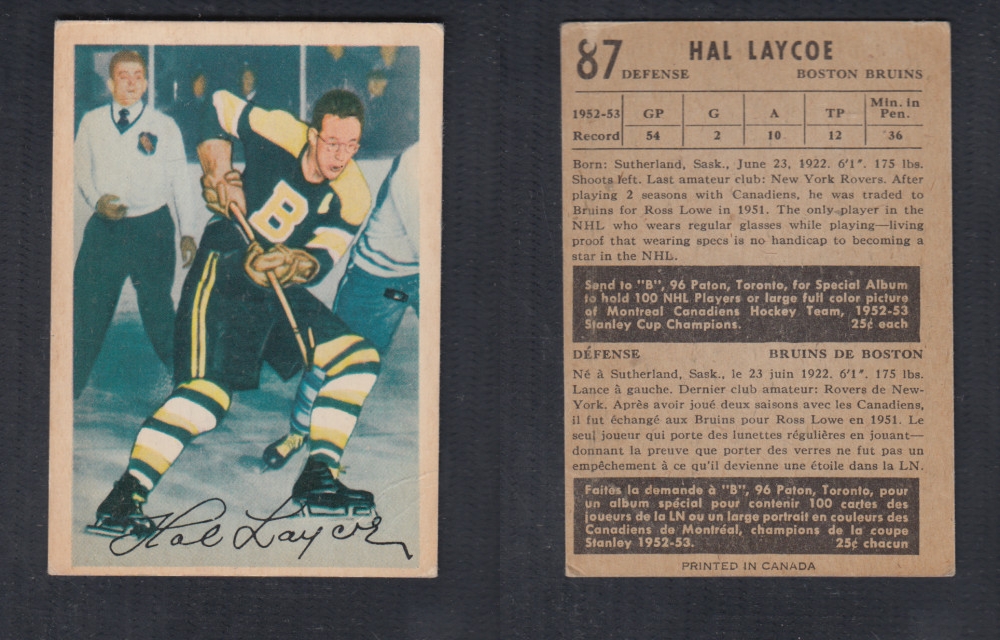 B
A
Hal Laycoe
87 HAL LAYCOE
DEFENSE BOSTON BRUINS
1952-53 GP G A TP Min. in Pen.
Record 54 2 10 12 36
Born: Sutherland, Sask., June 23, 1922. 6'1". 175 lbs.
Shoots left. Last amateur club: New York Rovers. After
playing 2 seasons with Canadiens, he was traded to
Bruins for Ross Lowe in 1951. The only player in the
NHL who wears regular glasses while playing—living
proof that wearing specs is no handicap to becoming a
star in the NHL.
Send to "B", 96 Paton, Toronto, for Special Album
to hold 100 NHL Players or large full color picture
of Montreal Canadiens Hockey Team, 1952-53
Stanley Cup Champions. 25¢ each
DÉFENSE BRUINS DE BOSTON
Né à Sutherland, Sask., le 23 juin 1922. 6'1". 175 lbs.
Lance à gauche. Dernier club amateur: Rovers de New-
York. Après avoir joué deux saisons avec les Canadiens,
il fut échangé aux Bruins pour Ross Lowe en 1951. Le
seul joueur qui porte des lunettes régulières en jouant—
donnant la preuve que porter des verres ne fut pas un
empêchement à ce qu'il devienne une étoile dans la LN.
Faites la demande à "B", 96 Paton, Toronto, pour
un album spécial pour contenir 100 cartes des
joueurs de la LN ou un large portrait en couleurs des
Canadiens de Montréal, champions de la coupe
Stanley 1952-53. 25¢ chacun
PRINTED IN CANADA